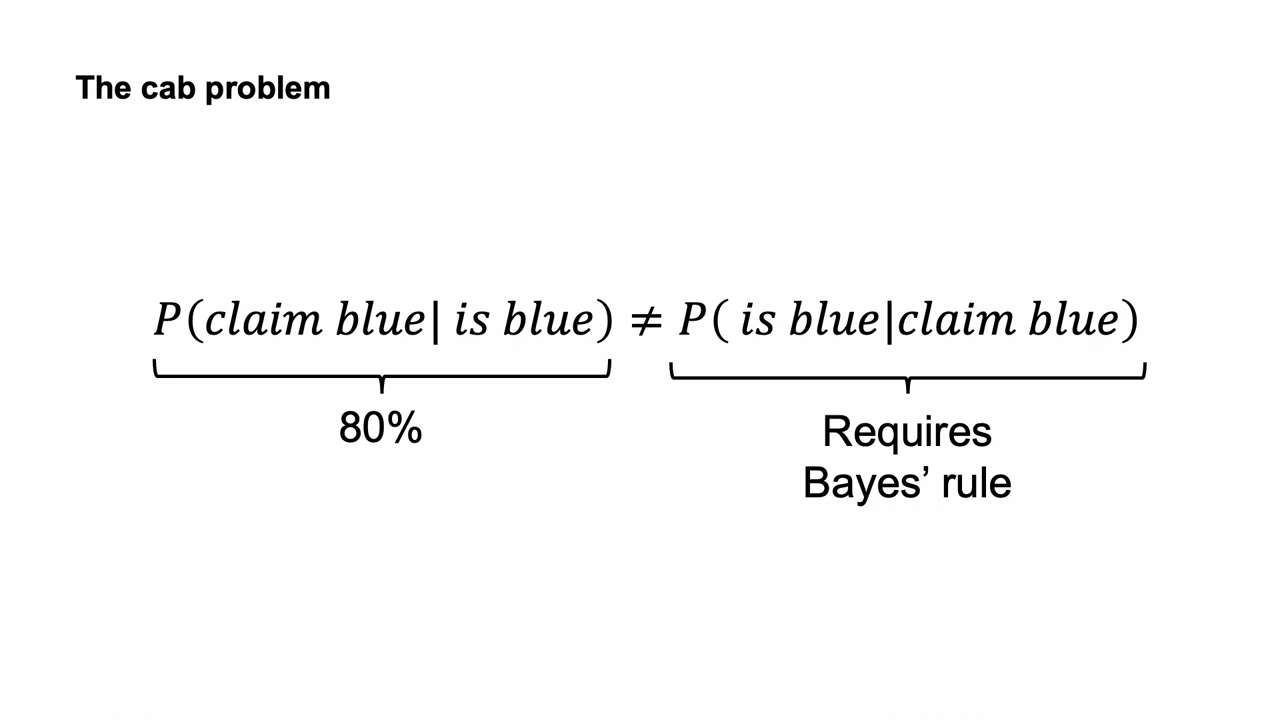 The cab problem
P(claim blue| is blue) ≠ P( is blue|claim blue)
80%
Requires
Bayes’ rule